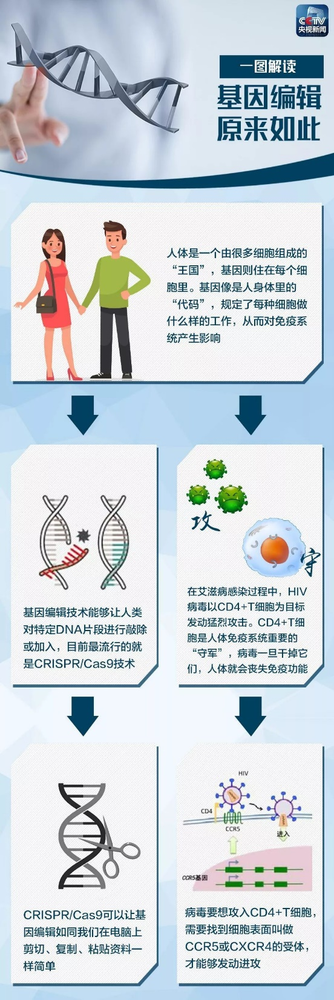 CCTV
央视新闻
一图解读
基因编辑
原来如此
人体是一个由很多细胞组成的
“王国”，基因则住在每个细
胞里。基因像是人身体里的
“代码”，规定了每种细胞做
什么样的工作，从而对免疫系
统产生影响
攻
守
基因编辑技术能够让人类
对特定DNA片段进行敲除
或加入，目前最流行的就
是CRISPR/Cas9技术
在艾滋病感染过程中，HIV
病毒以CD4+T细胞为目标
发动猛烈攻击。CD4+T细
胞是人体免疫系统重要的
“守军”，病毒一旦干掉它
们，人体就会丧失免疫功能
CRISPR/Cas9可以让基
因编辑如同我们在电脑上
剪切、复制、粘贴资料一
样简单
HIV
CD4
CCR5
进入
CCR5基因
病毒要想攻入CD4+T细胞，
需要找到细胞表面叫做
CCR5或CXCR4的受体，
才能够发动进攻